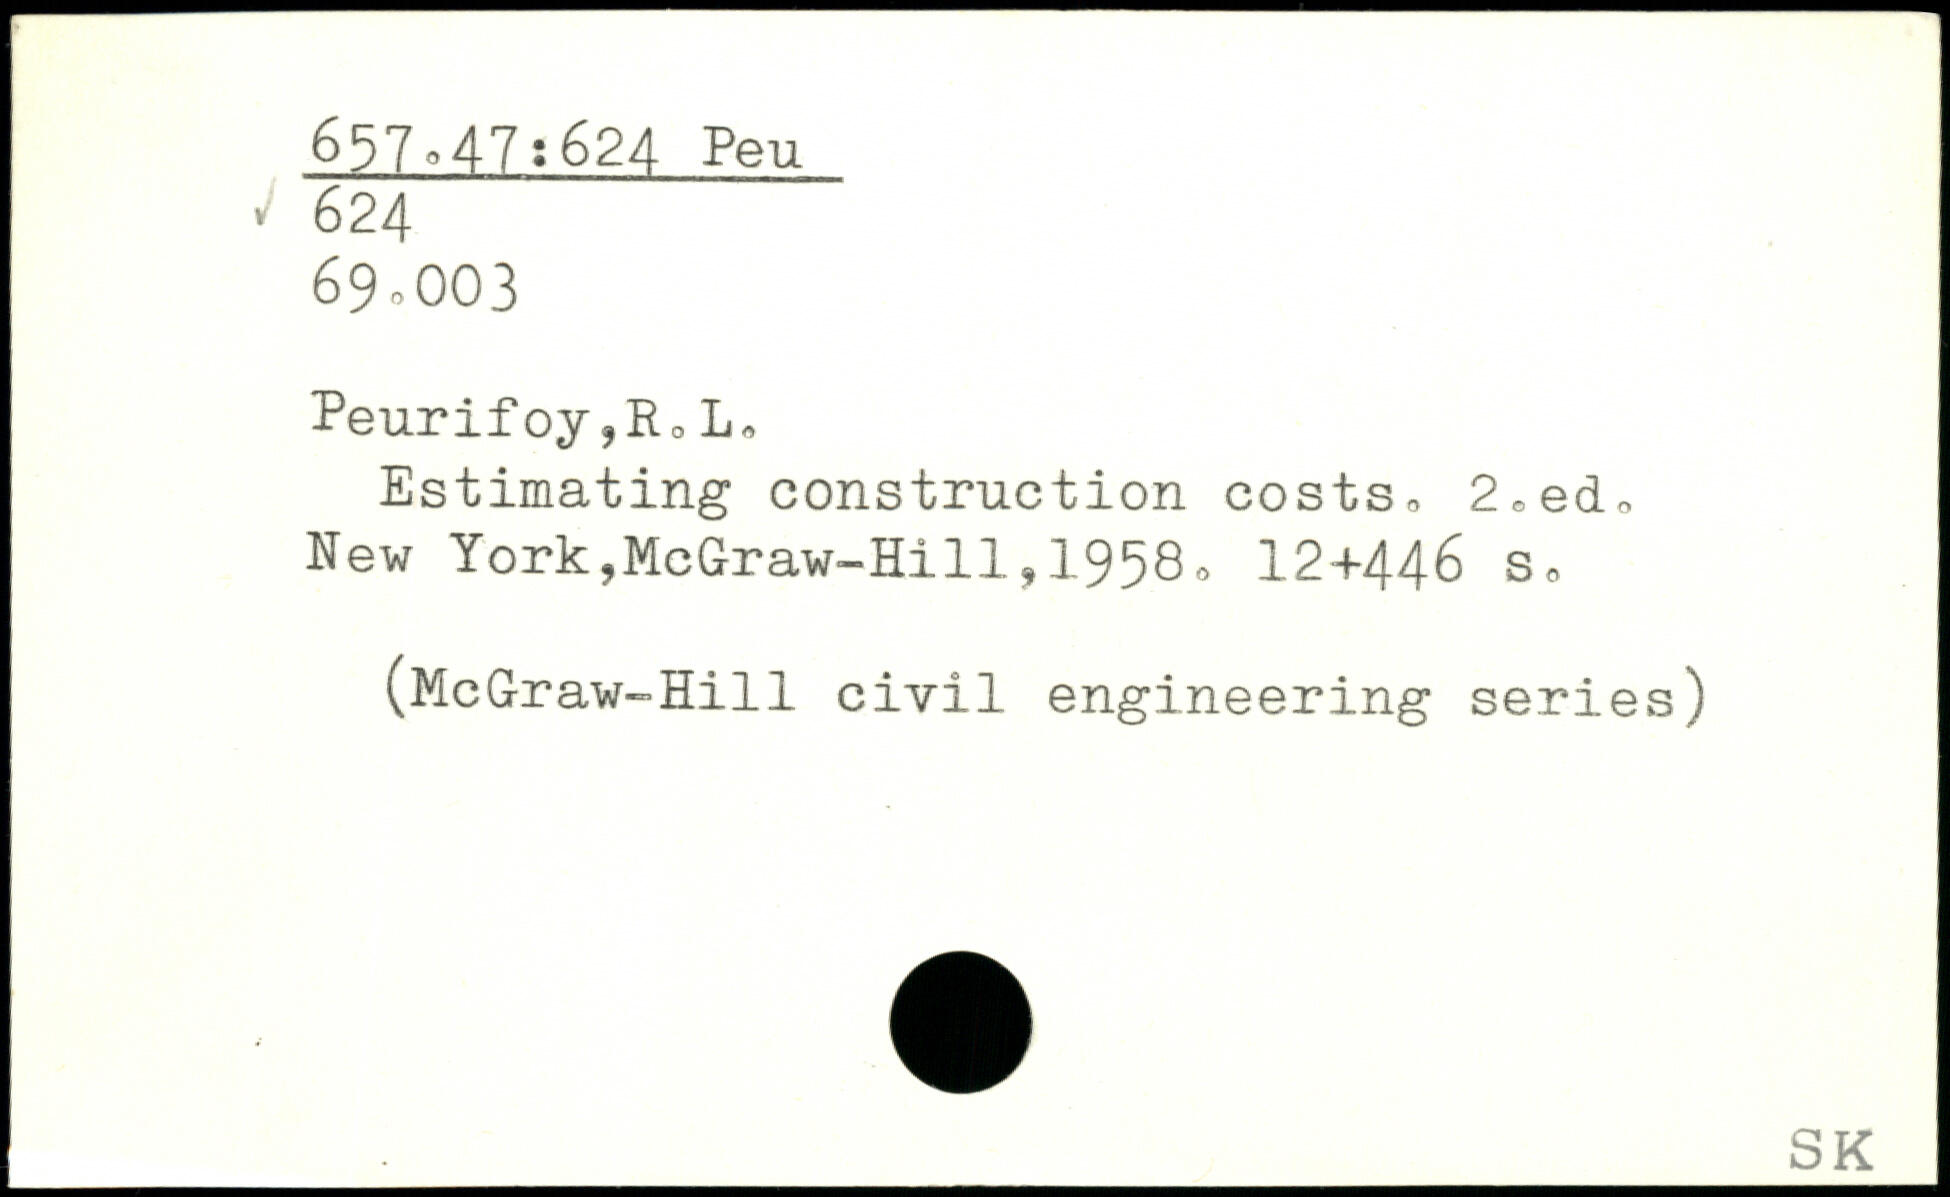 657.47:624 Peu
624
69.003
Peurifoy,R.L.
Estimating construction costs. 2.ed.
New York,McGraw-Hill,1958. 12+446 s.
(McGraw-Hill civil engineering series)
SK